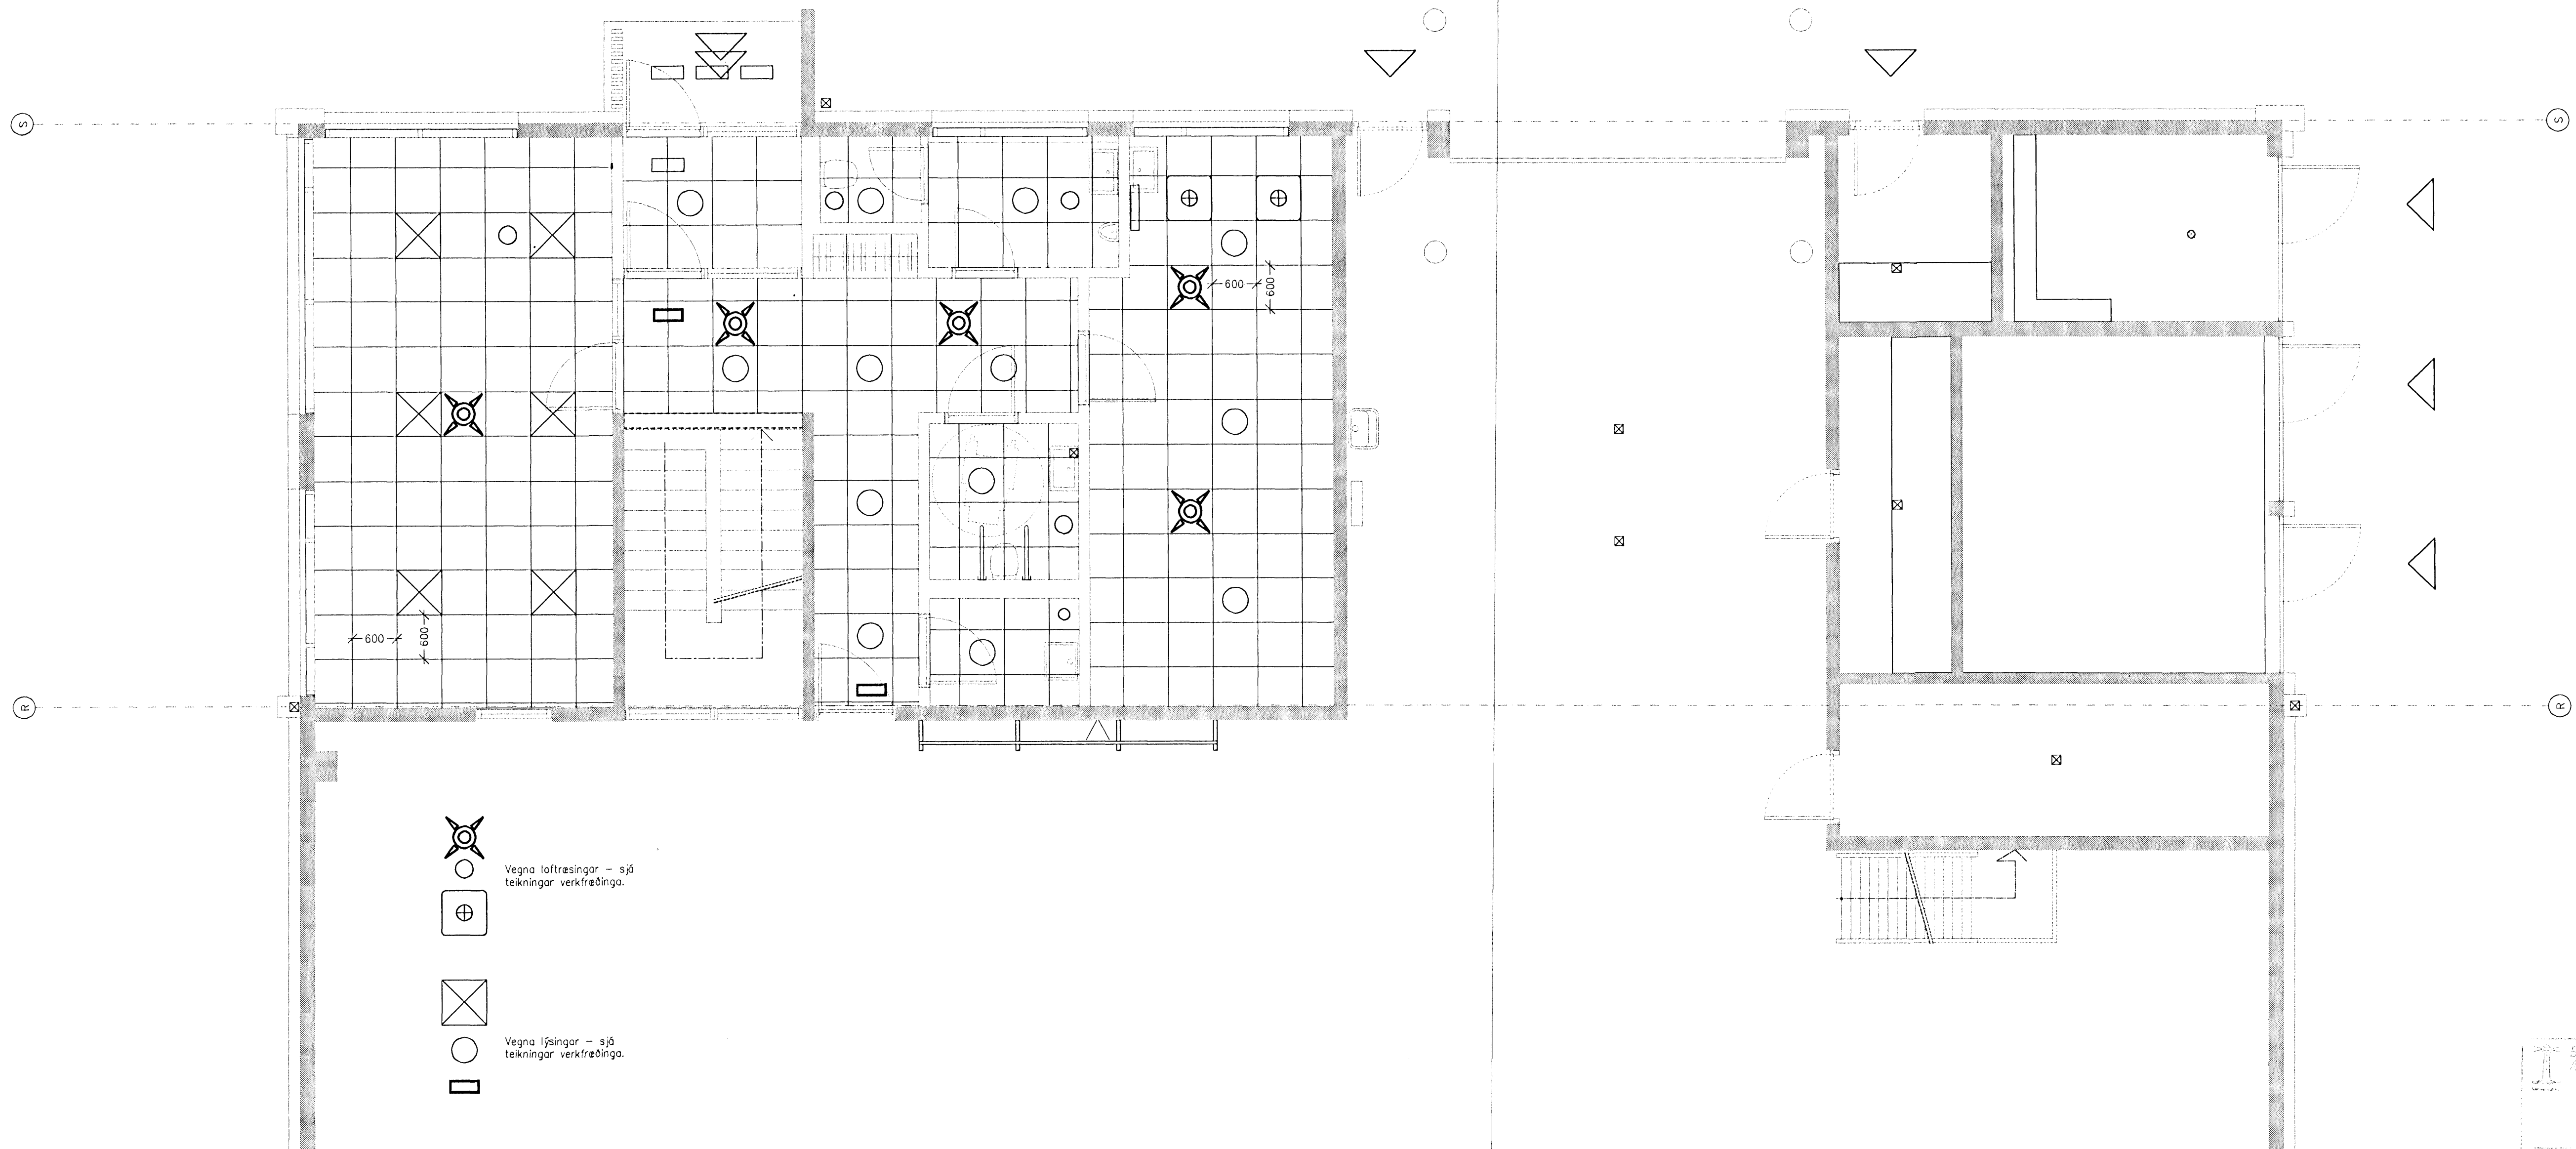 S
S
600
600
600
600
R
R
Vegna loftræsingar – sjá
teikningar verkfræðinga.
Vegna lýsingar – sjá
teikningar verkfræðinga.